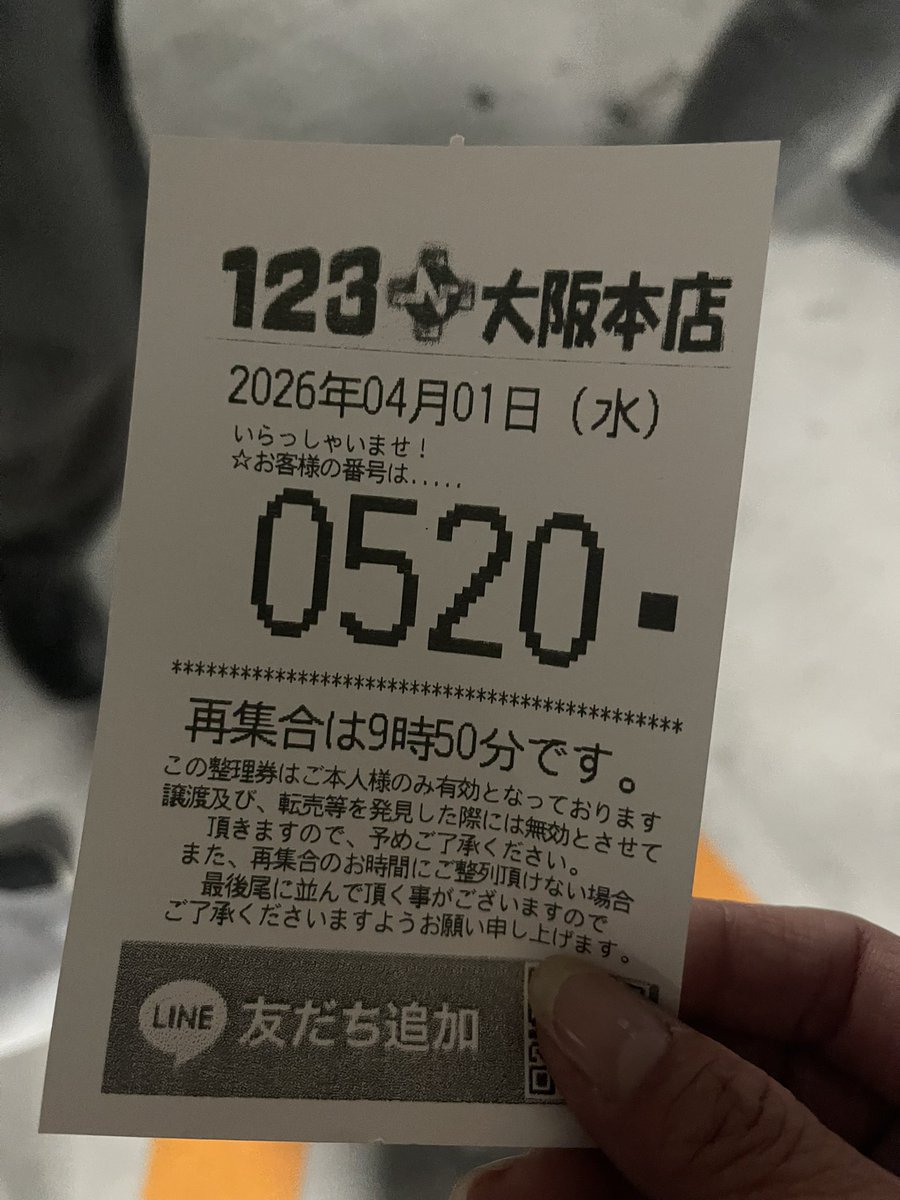 123 N 大阪本店
2026年04月01日（水）
いらっしゃいませ！
☆お客様の番号は.....
0520
****************************************
再集合は9時50分です。
この整理券はご本人様のみ有効となっております
譲渡及び、転売等を発見した際には無効とさせて
頂きますので、予めご了承ください。
また、再集合のお時間にご整列頂けない場合
最後尾に並んで頂く事がございますので
ご了承くださいますようお願い申し上げます。
LINE 友だち追加